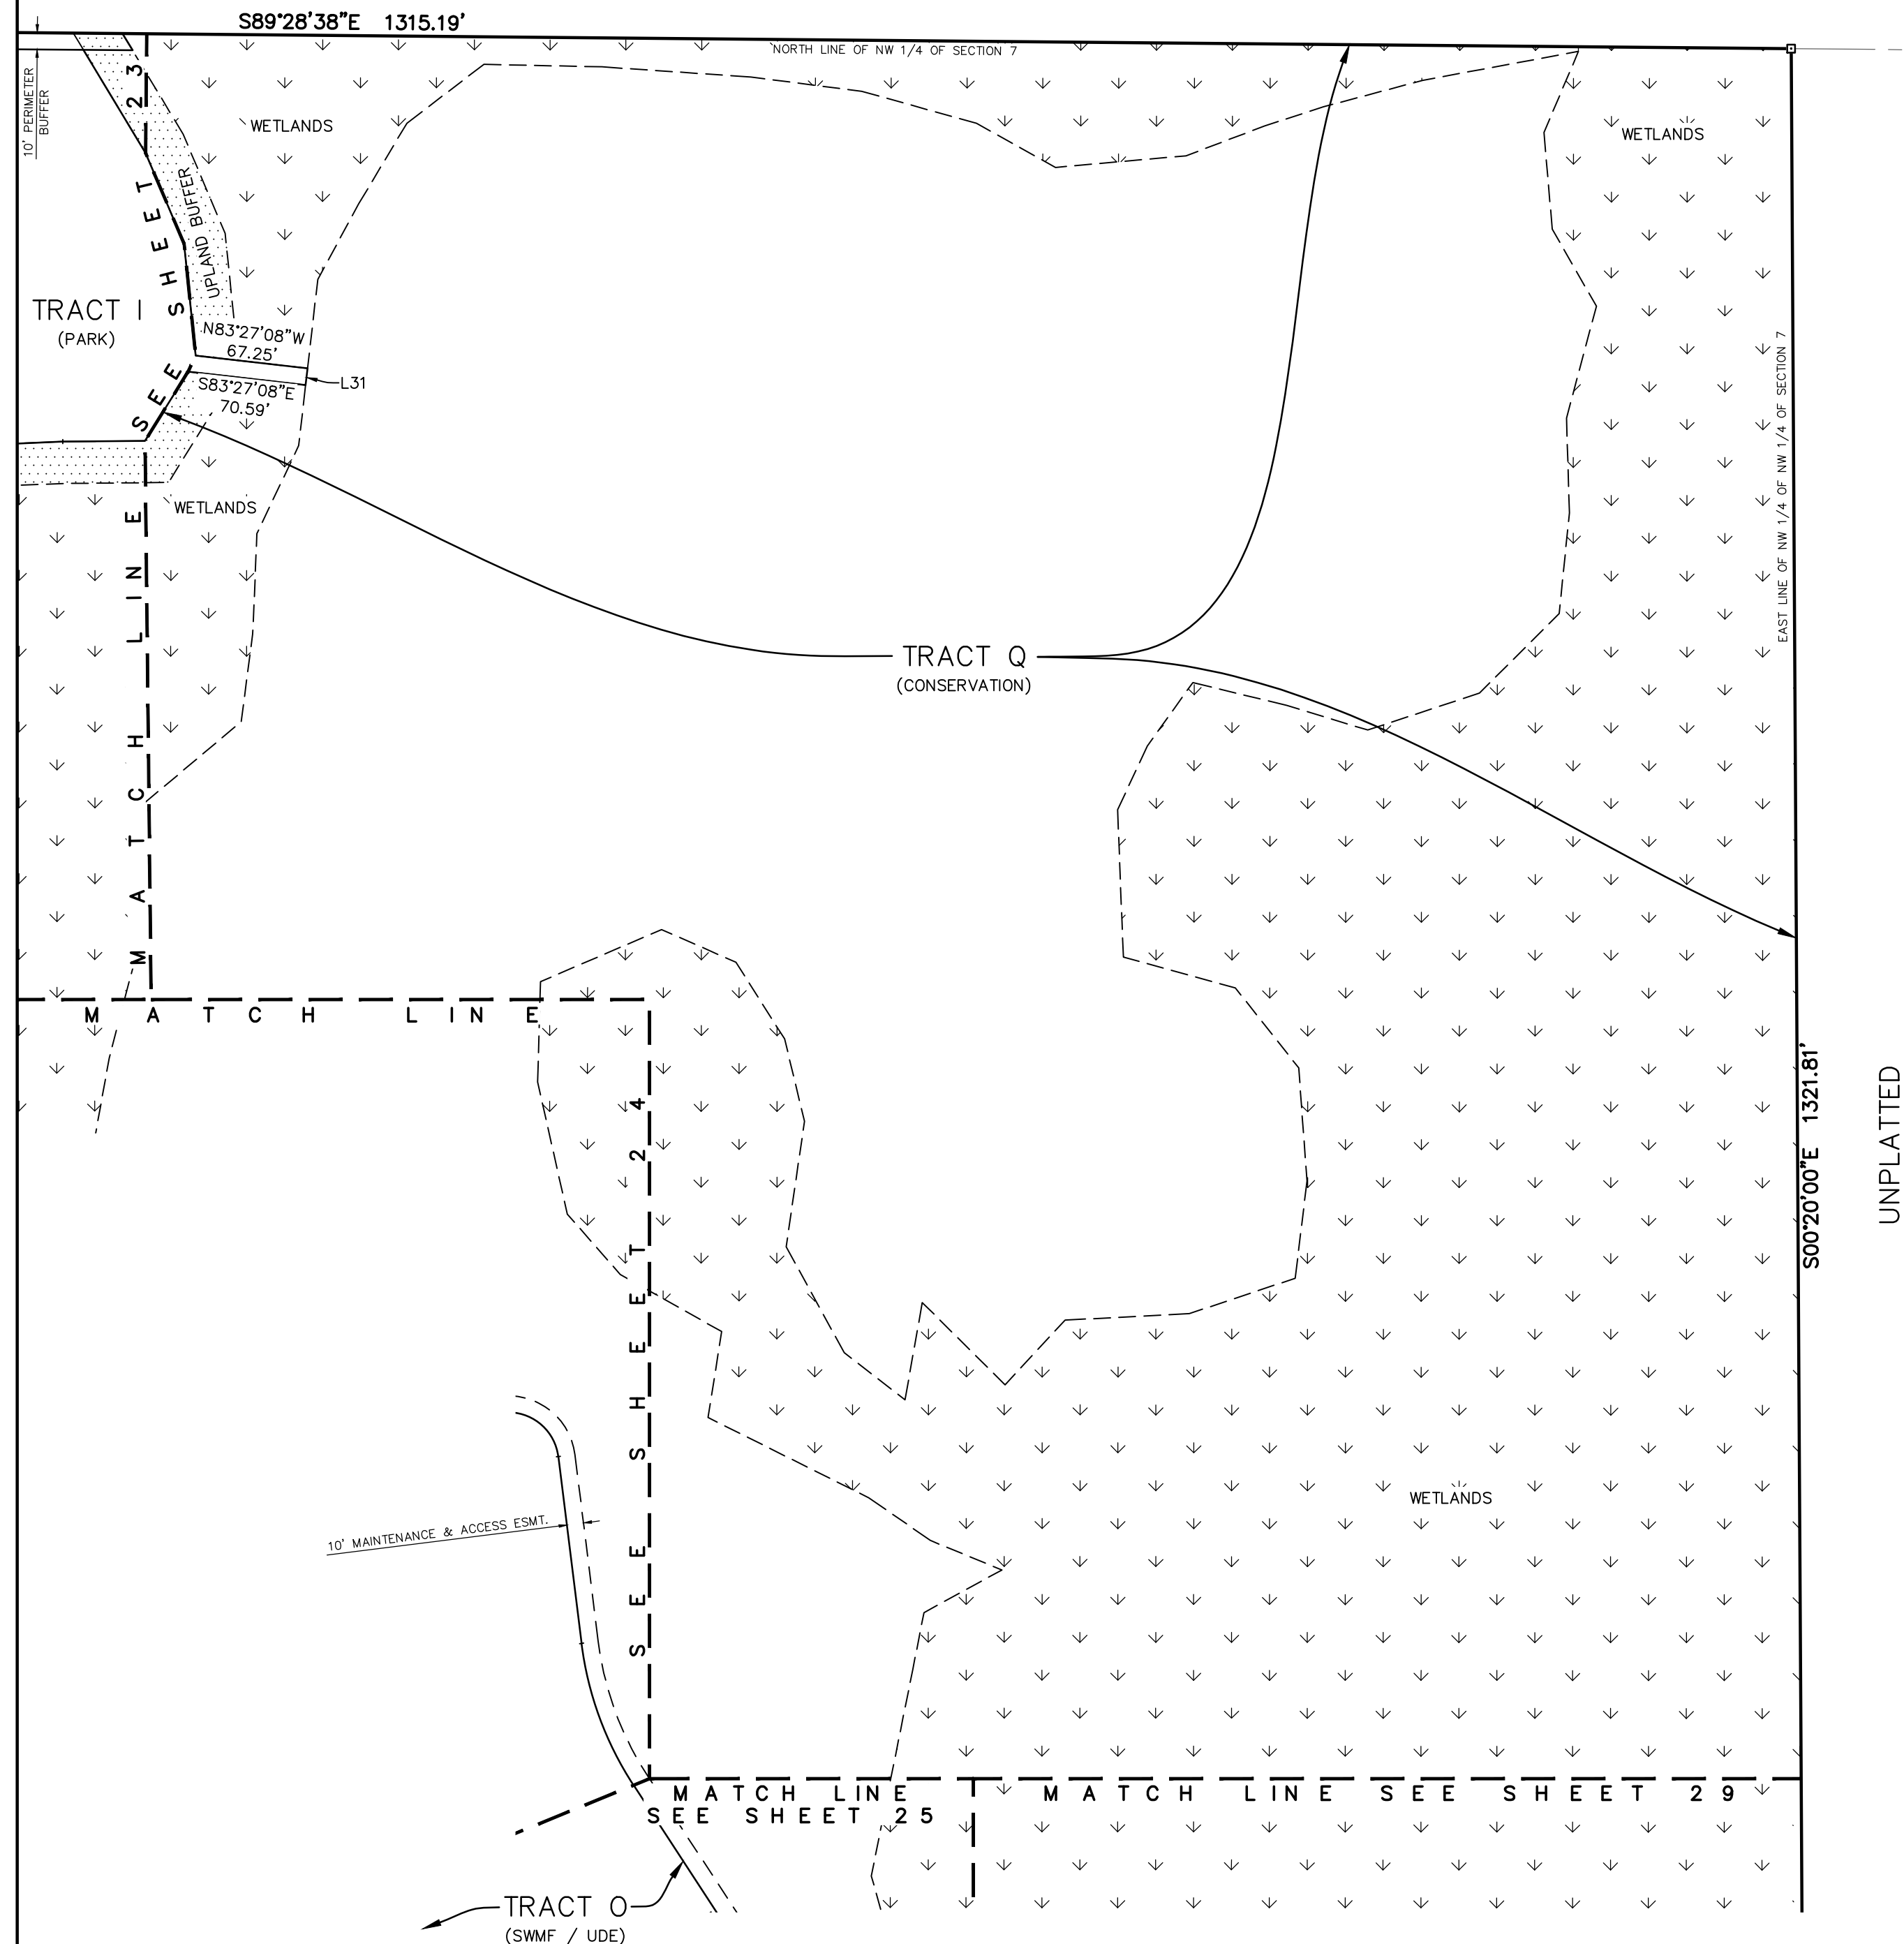 S89°28'38"E 1315.19'
NORTH LINE OF NW 1/4 OF SECTION 7
10' PERIMETER
BUFFER
WETLANDS
WETLANDS
UPLAND BUFFER
TRACT I
(PARK)
N83°27'08"W
67.25'
L31
S83°27'08"E
70.59'
WETLANDS
MATCH LINE SEE SHEET 23
EAST LINE OF NW 1/4 OF NW 1/4 OF SECTION 7
TRACT Q
(CONSERVATION)
MATCH LINE
SEE SHEET 24
S00°20'00"E 1321.81'
UNPLATTED
WETLANDS
10' MAINTENANCE & ACCESS ESMT.
MATCH LINE
SEE SHEET 25
MATCH LINE SEE SHEET 29
TRACT O
(SWMF / UDE)